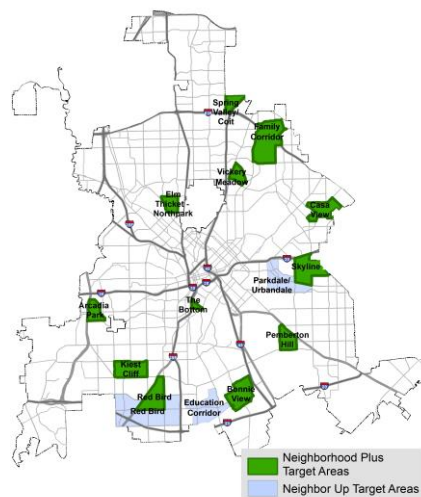 Spring
Valley/
Coit
Family
Corridor
Vickery
Meadow
Elm
Thicket -
Northpark
Casa
View
Skyline
Parkdale/
Urbandale
The
Bottom
Arcadia
Park
Pemberton
Hill
Kiest
Cliff
Red Bird
Red Bird
Education
Corridor
Bonnie
View
Neighborhood Plus
Target Areas
Neighbor Up Target Areas